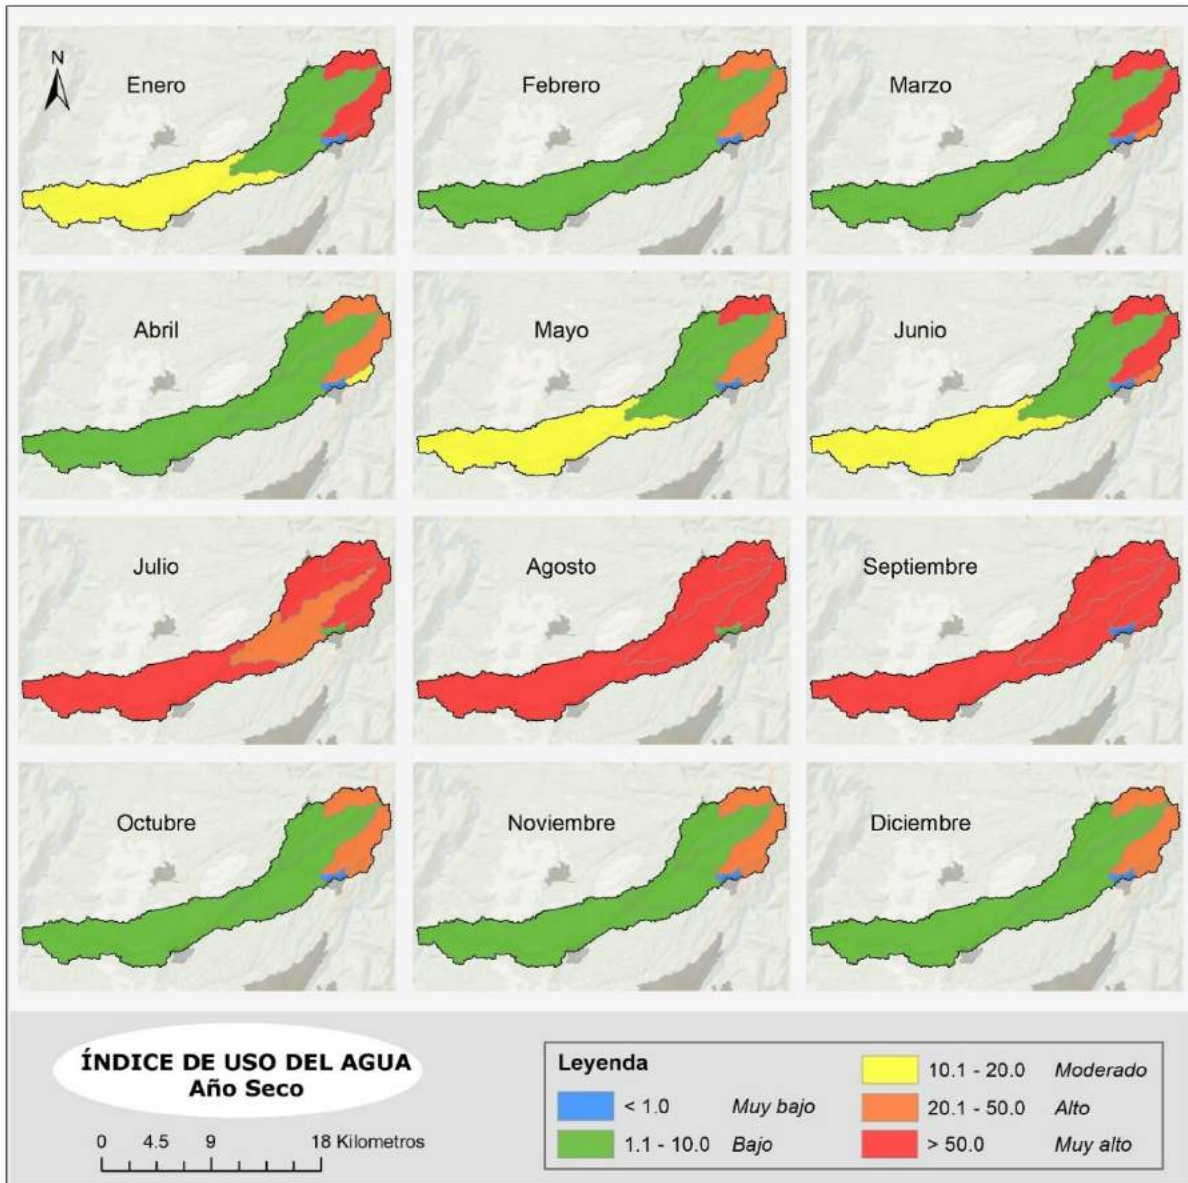 N
Enero
Febrero
Marzo
Abril
Mayo
Junio
Julio
Agosto
Septiembre
Octubre
Noviembre
Diciembre
ÍNDICE DE USO DEL AGUA
Año Seco
0 4.5 9 18 Kilometros
Leyenda
< 1.0 Muy bajo
1.1 - 10.0 Bajo
10.1 - 20.0 Moderado
20.1 - 50.0 Alto
> 50.0 Muy alto